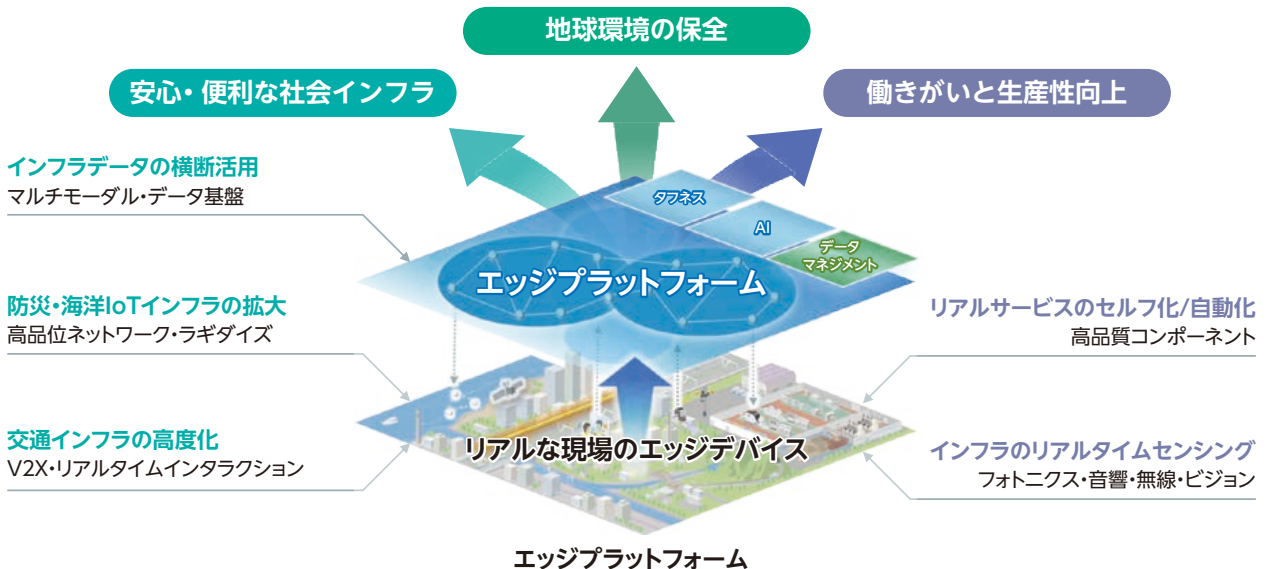 地球環境の保全
安心・便利な社会インフラ
働きがいと生産性向上
インフラデータの横断活用
マルチモーダル・データ基盤
タフネス
AI
データ
マネジメント
エッジプラットフォーム
防災・海洋IoTインフラの拡大
高品位ネットワーク・ラギダイズ
リアルサービスのセルフ化/自動化
高品質コンポーネント
交通インフラの高度化
V2X・リアルタイムインタラクション
リアルな現場のエッジデバイス
インフラのリアルタイムセンシング
フォトニクス・音響・無線・ビジョン
エッジプラットフォーム